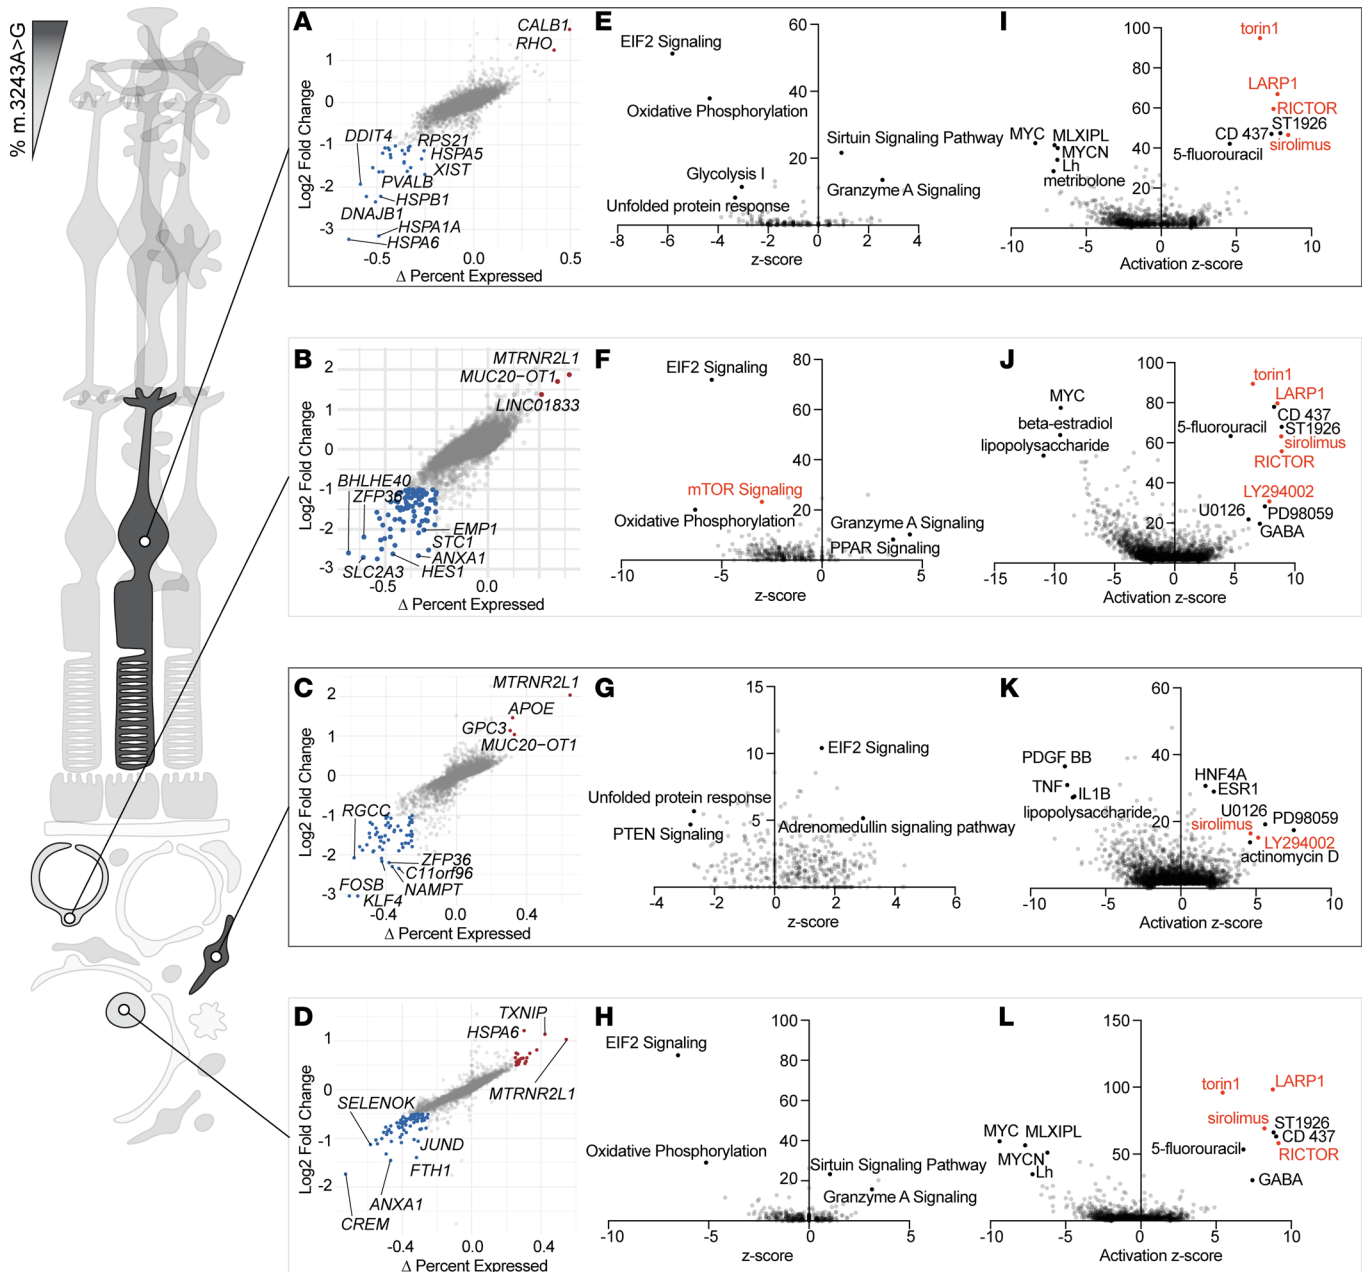 % m.3243A>G
A
Log2 Fold Change
1
0
-1
-2
-3
CALB1
RHO
DDIT4
RPS21
HSPA5
XIST
PVALB
HSPB1
DNAJB1
HSPA1A
HSPA6
-0.5
0.0
0.5
Δ Percent Expressed
E
60
40
20
EIF2 Signaling
Oxidative Phosphorylation
Sirtuin Signaling Pathway
Glycolysis I
Granzyme A Signaling
Unfolded protein response
-8
-6
-4
-2
0
2
4
z-score
I
100
80
60
40
20
torin1
LARP1
RICTOR
ST1926
CD 437
sirolimus
5-fluorouracil
MYC
MLXIPL
MYCN
Lh
metribolone
-10
-5
0
5
10
Activation z-score
B
Log2 Fold Change
2
1
0
-1
-2
-3
MTRNR2L1
MUC20-OT1
LINC01833
BHLHE40
ZFP36
EMP1
STC1
ANXA1
HES1
SLC2A3
-0.5
0.0
Δ Percent Expressed
F
80
60
40
20
EIF2 Signaling
mTOR Signaling
Oxidative Phosphorylation
Granzyme A Signaling
PPAR Signaling
-10
-5
0
5
z-score
J
100
80
60
40
20
torin1
LARP1
CD 437
5-fluorouracil
ST1926
sirolimus
RICTOR
LY294002
U0126
PD98059
GABA
MYC
beta-estradiol
lipopolysaccharide
-15
-10
-5
0
5
10
Activation z-score
C
Log2 Fold Change
2
1
0
-1
-2
-3
MTRNR2L1
APOE
GPC3
MUC20-OT1
RGCC
ZFP36
C11orf96
NAMPT
FOSB
KLF4
-0.4
0.0
0.4
Δ Percent Expressed
G
15
10
5
EIF2 Signaling
Unfolded protein response
PTEN Signaling
Adrenomedullin signaling pathway
-4
-2
0
2
4
6
z-score
K
60
40
20
PDGF BB
TNF
IL1B
lipopolysaccharide
HNF4A
ESR1
U0126
PD98059
sirolimus
LY294002
actinomycin D
-10
-5
0
5
10
Activation z-score
D
Log2 Fold Change
1
0
-1
-2
TXNIP
HSPA6
MTRNR2L1
SELENOK
JUND
FTH1
ANXA1
CREM
-0.4
0.0
0.4
Δ Percent Expressed
H
100
80
60
40
20
EIF2 Signaling
Oxidative Phosphorylation
Sirtuin Signaling Pathway
Granzyme A Signaling
-10
-5
0
5
z-score
L
150
100
50
torin1
LARP1
sirolimus
ST1926
CD 437
5-fluorouracil
RICTOR
GABA
MYC
MLXIPL
MYCN
Lh
-10
-5
0
5
10
Activation z-score